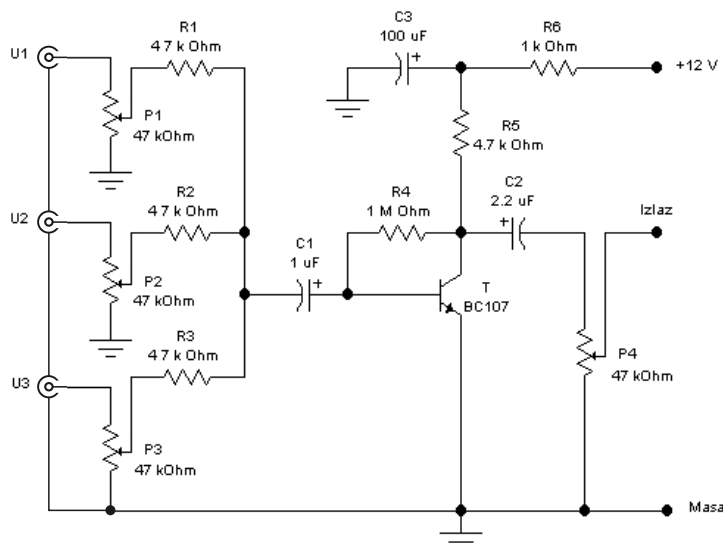 U1
R1
47 k Ohm
P1
47 kOhm
U2
R2
47 k Ohm
P2
47 kOhm
U3
R3
47 k Ohm
P3
47 kOhm
C1
1 uF
+
C3
100 uF
+
R6
1 k Ohm
+12 V
R5
4.7 k Ohm
R4
1 M Ohm
C2
2.2 uF
+
Izlaz
T
BC107
P4
47 kOhm
Masa